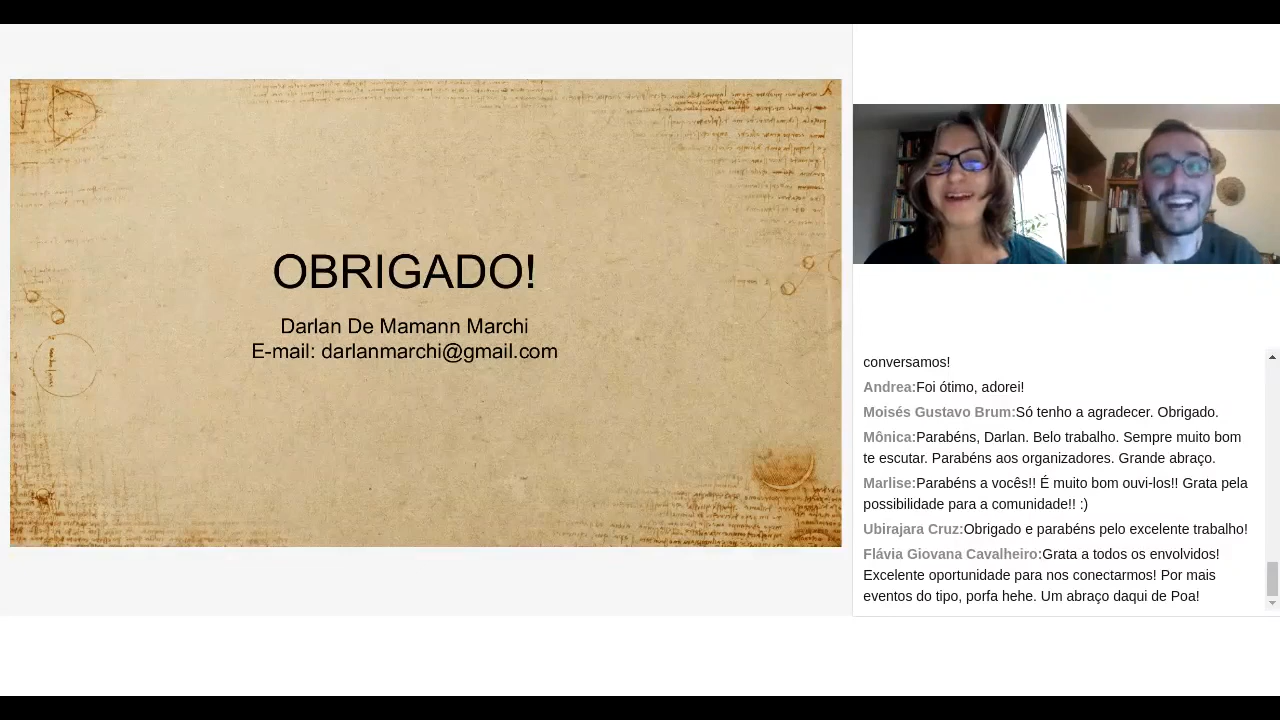 OBRIGADO!
Darlan De Mamann Marchi
E-mail: darlanmarchi@gmail.com
conversamos!
Andrea:Foi ótimo, adorei!
Moisés Gustavo Brum:Só tenho a agradecer. Obrigado.
Mônica:Parabéns, Darlan. Belo trabalho. Sempre muito bom
te escutar. Parabéns aos organizadores. Grande abraço.
Marlise:Parabéns a vocês!! É muito bom ouvi-los!! Grata pela
possibilidade para a comunidade!! :)
Ubirajara Cruz:Obrigado e parabéns pelo excelente trabalho!
Flávia Giovana Cavalheiro:Grata a todos os envolvidos!
Excelente oportunidade para nos conectarmos! Por mais
eventos do tipo, porfa hehe. Um abraço daqui de Poa!